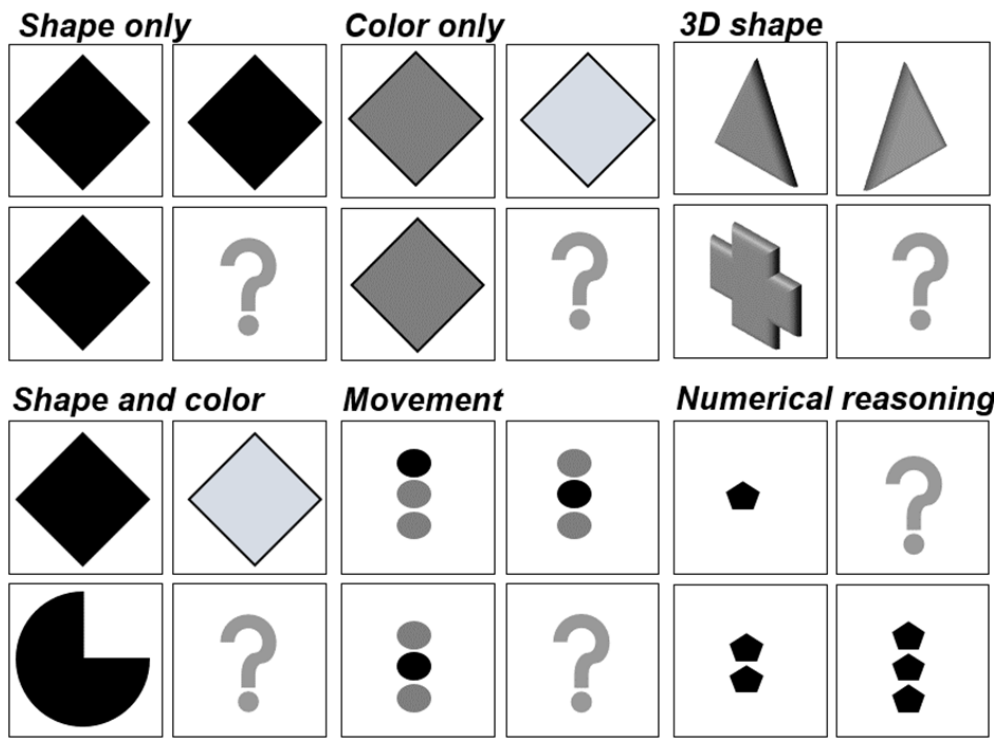 Shape only
Color only
3D shape
?
?
?
Shape and color
Movement
Numerical reasoning
?
?
?